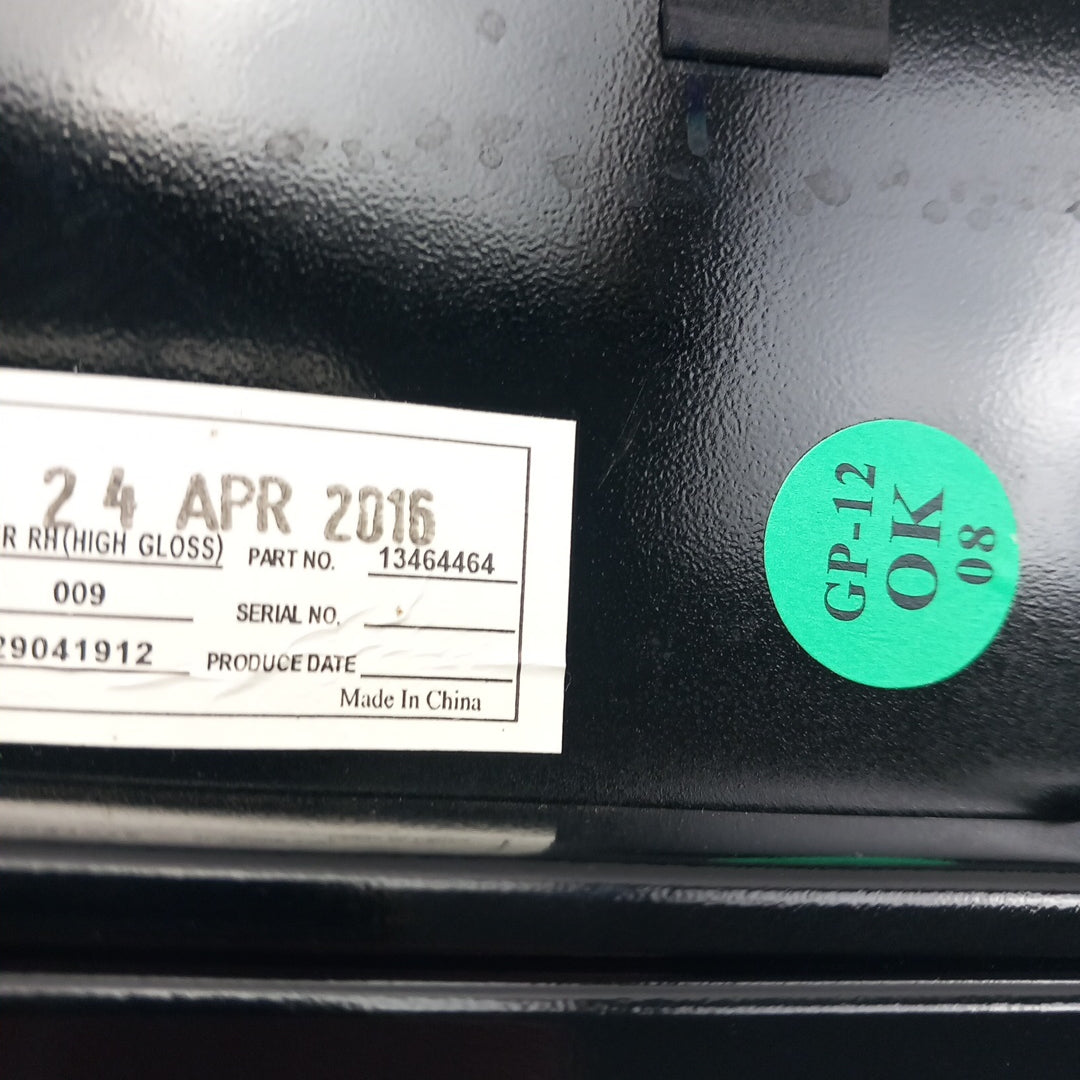 24 APR 2016
R RH(HIGH GLOSS) PART NO. 13464464
009 SERIAL NO.
29041912 PRODUCE DATE
Made In China
GP-12
OK
08